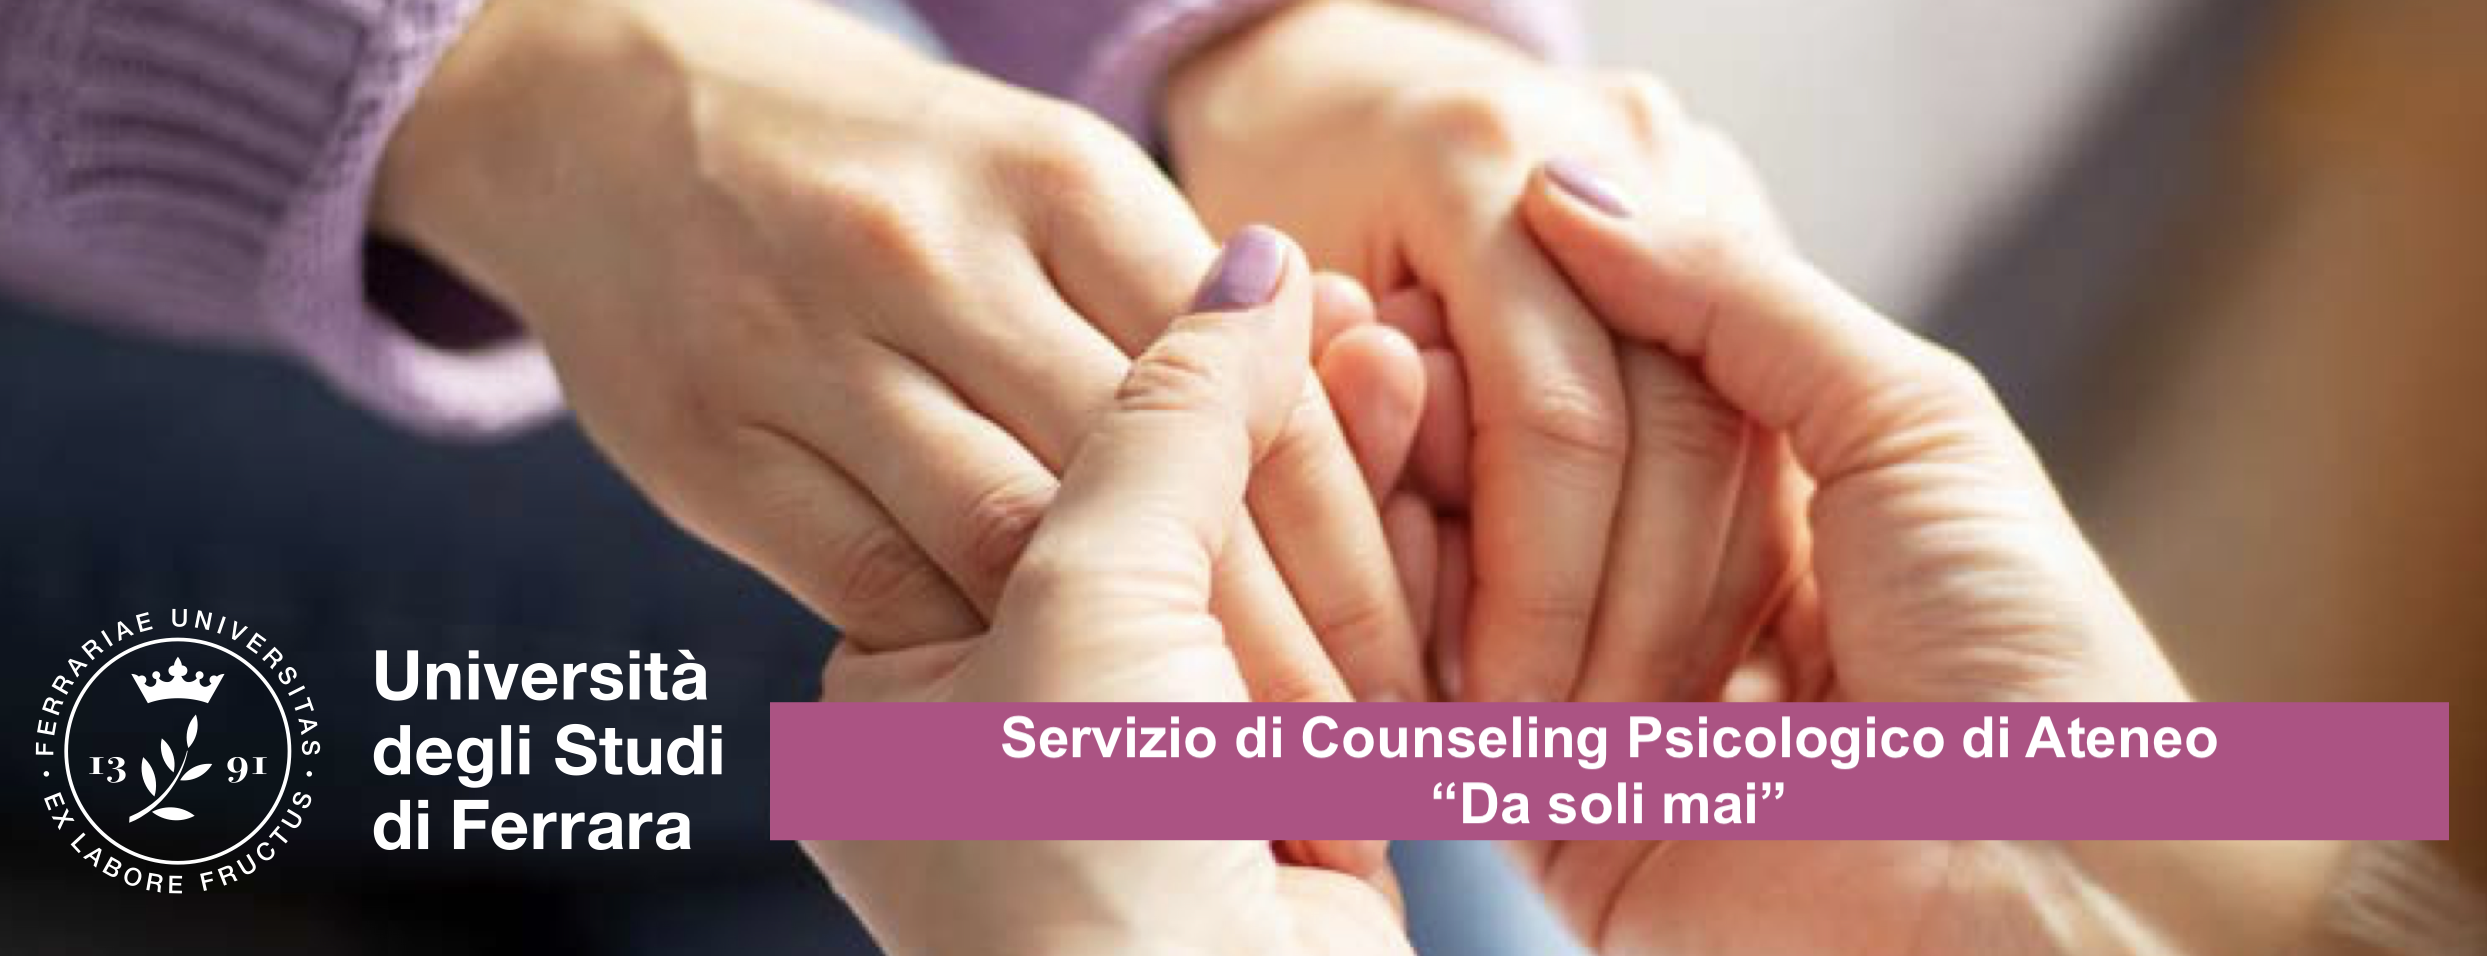 FERRARIAE UNIVERSITAS · EX LABORE FRUCTUS ·
13 91
Università
degli Studi
di Ferrara
Servizio di Counseling Psicologico di Ateneo
“Da soli mai”